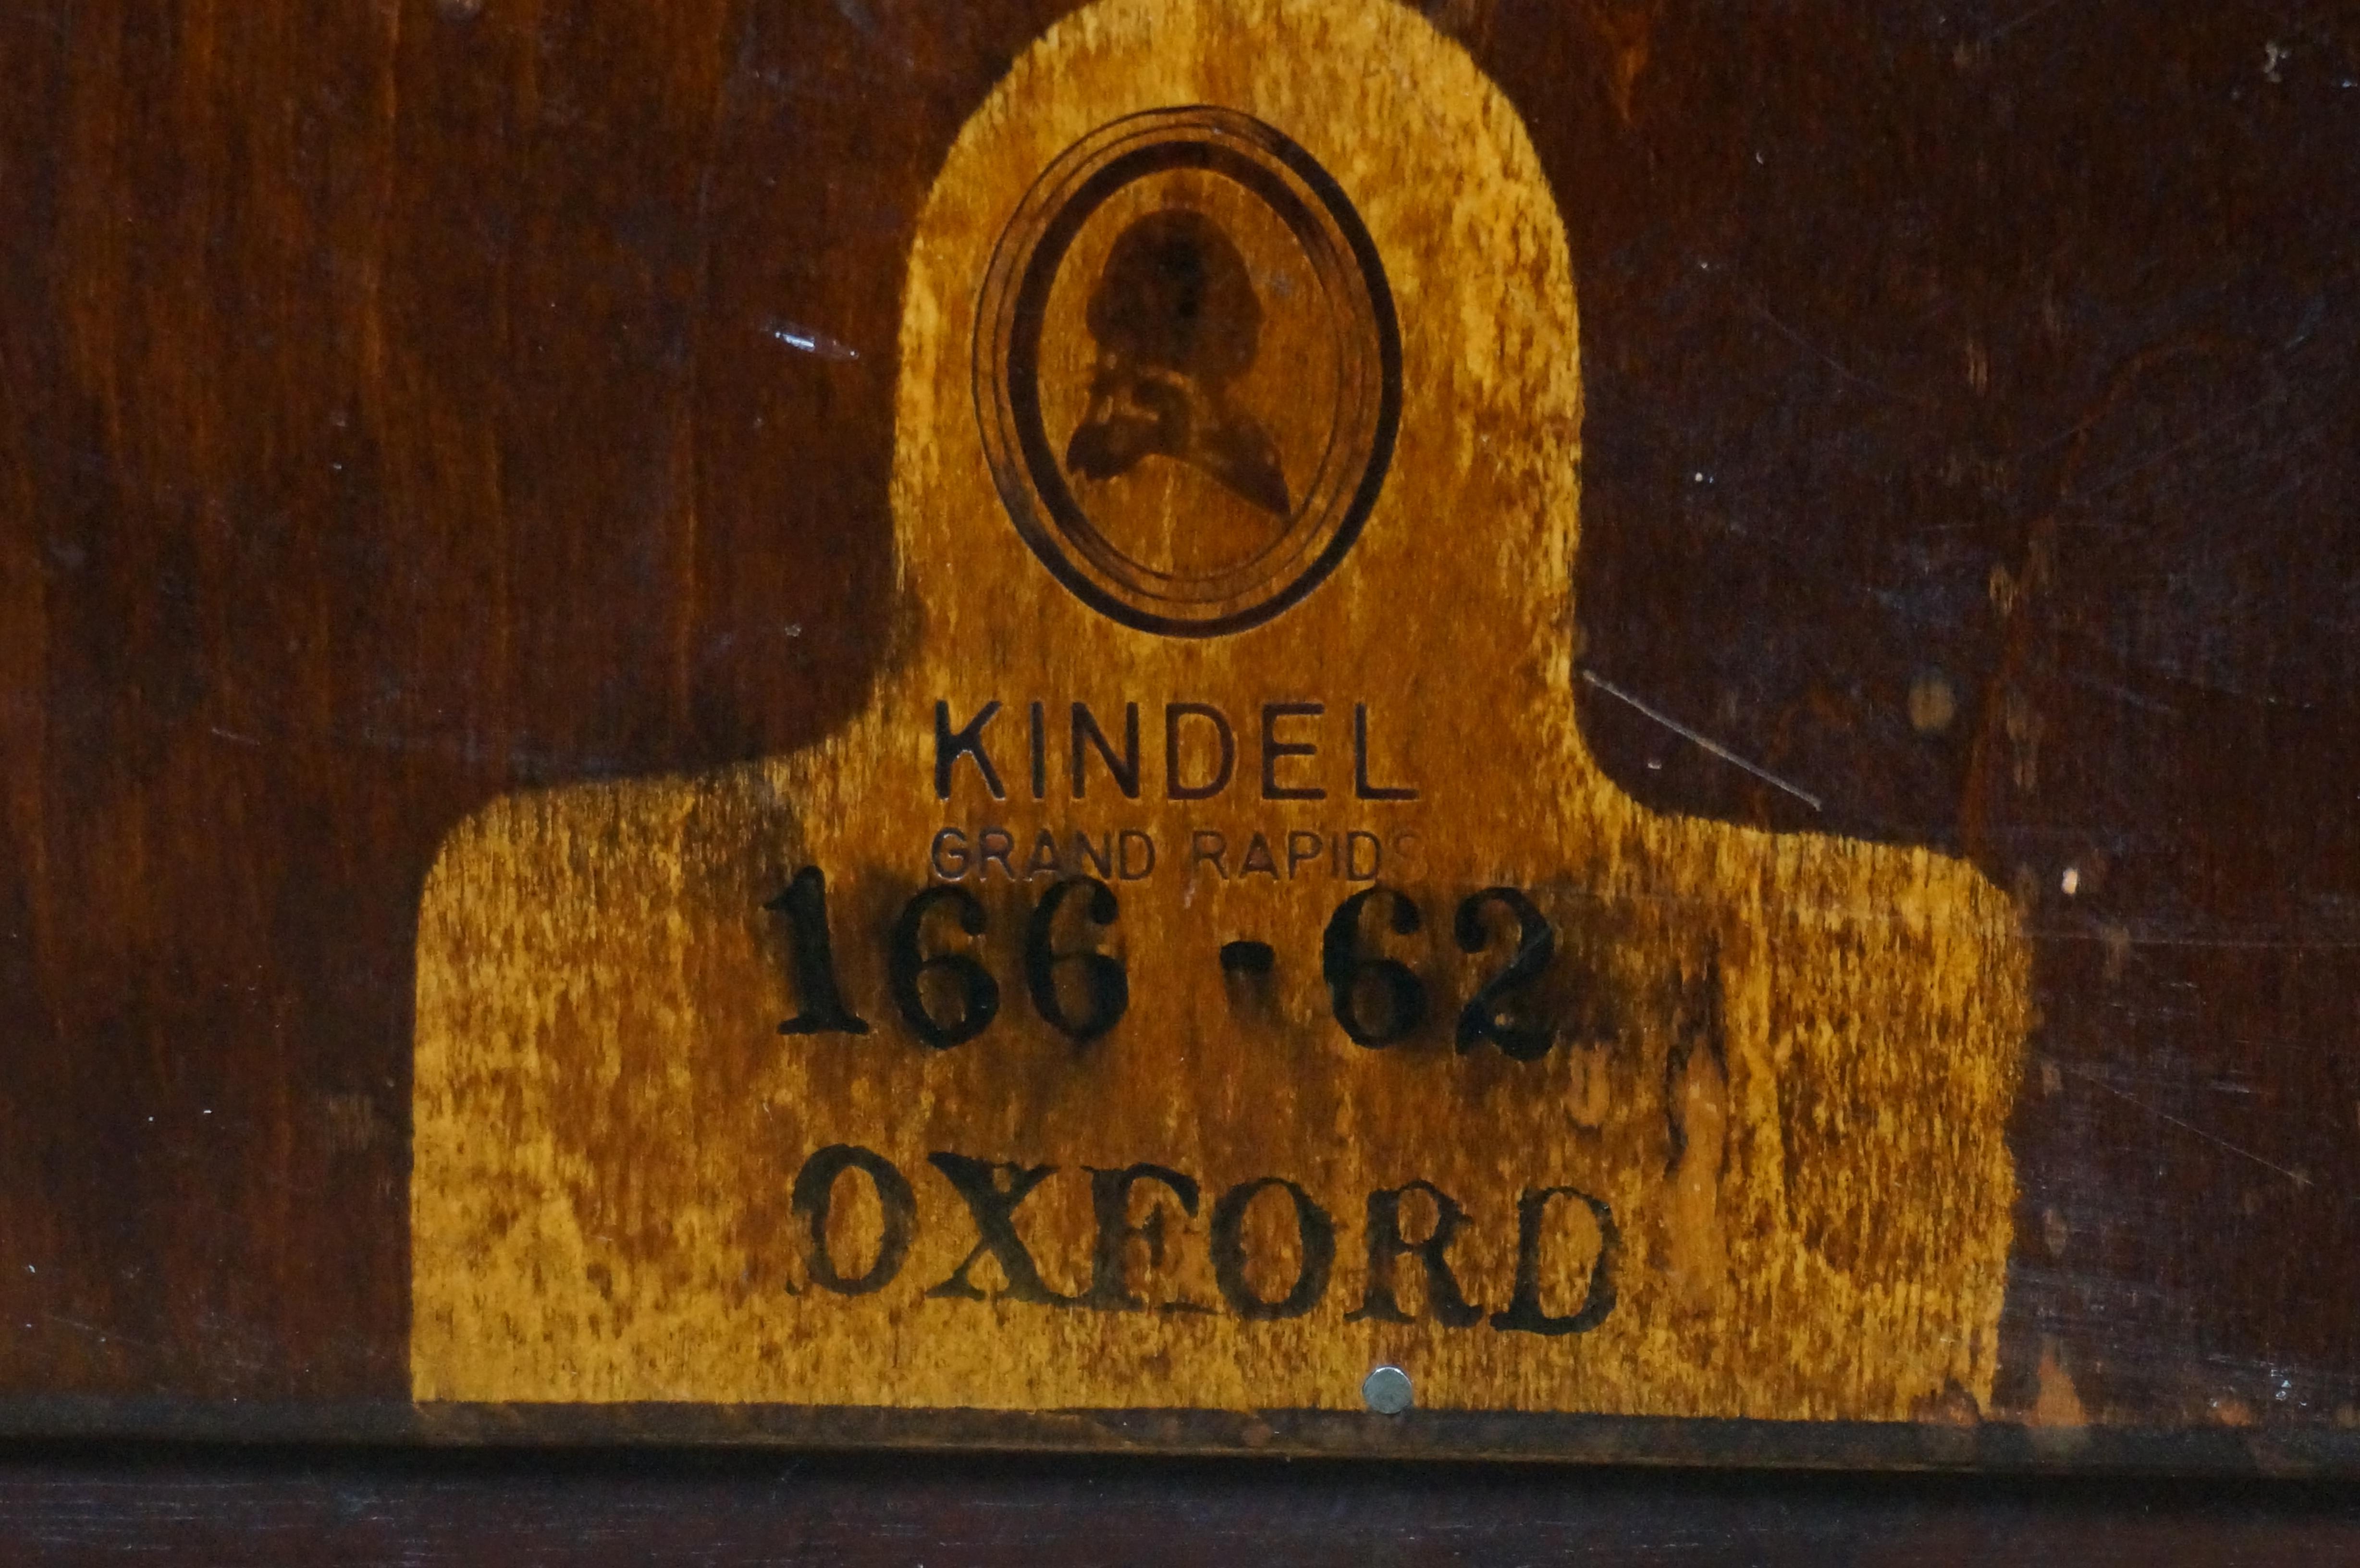 KINDEL
GRAND RAPIDS
166 - 62
OXFORD